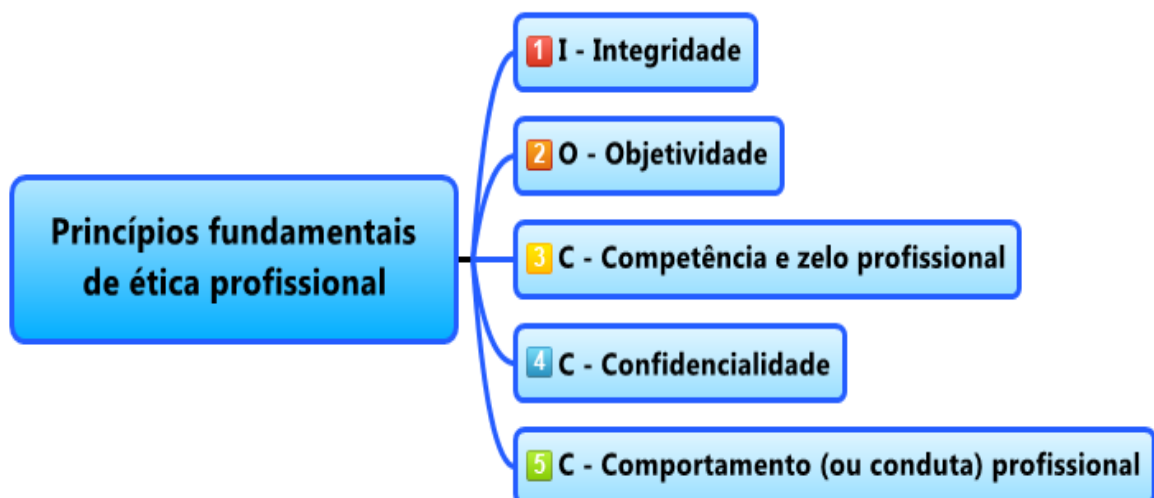 Princípios fundamentais
de ética profissional
1 I - Integridade
2 O - Objetividade
3 C - Competência e zelo profissional
4 C - Confidencialidade
5 C - Comportamento (ou conduta) profissional